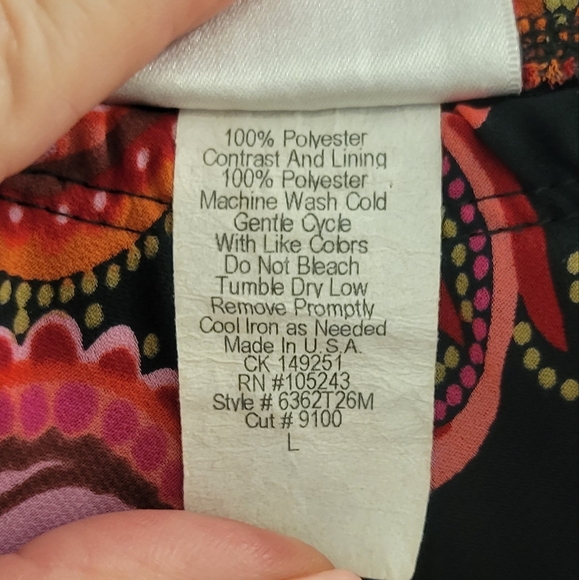 100% Polyester
Contrast And Lining
100% Polyester
Machine Wash Cold
Gentle Cycle
With Like Colors
Do Not Bleach
Tumble Dry Low
Remove Promptly
Cool Iron as Needed
Made In U.S.A.
CK 149251
RN #105243
Style # 6362T26M
Cut # 9100
L